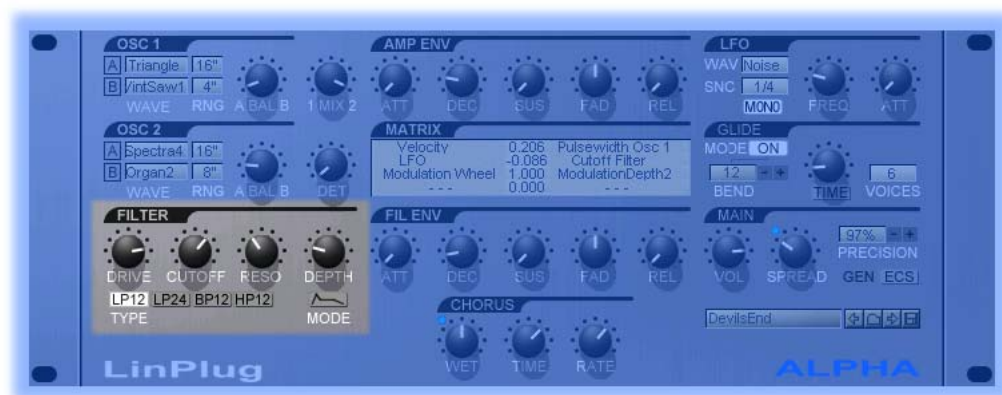 OSC 1
A Triangle 16"
B VintSaw1 4"
WAVE RNG A BAL B 1 MIX 2
AMP ENV
ATT DEC SUS FAD REL
LFO
WAV Noise
SNC 1/4
MONO FREQ ATT
OSC 2
A Spectra4 16"
B Organ2 8"
WAVE RNG A BAL B DET
MATRIX
Velocity 0.206 Pulsewidth Osc 1
LFO -0.086 Cutoff Filter
Modulation Wheel 1.000 ModulationDepth2
- - - 0.000 - - -
GLIDE
MODE ON
12 - + 6
BEND TIME VOICES
FILTER
DRIVE CUTOFF RESO DEPTH
LP12 LP24 BP12 HP12
TYPE MODE
FIL ENV
ATT DEC SUS FAD REL
MAIN
97% - +
PRECISION
VOL SPREAD GEN ECS
CHORUS
WET TIME RATE
DevilsEnd
LinPlug
ALPHA